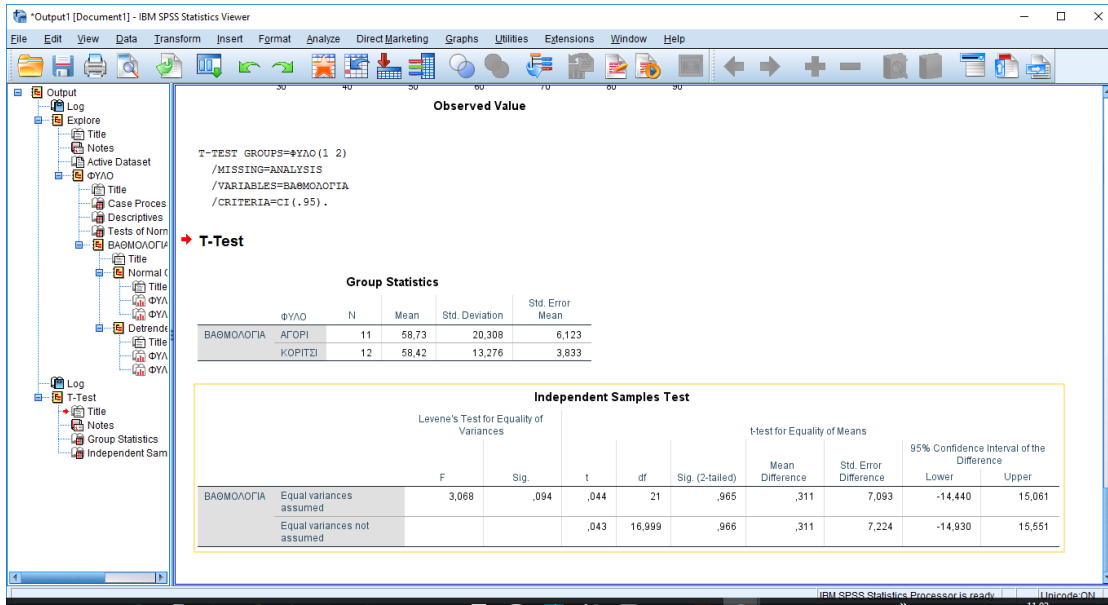 *Output1 [Document1] - IBM SPSS Statistics Viewer
File Edit View Data Transform Insert Format Analyze Direct Marketing Graphs Utilities Extensions Window Help
Output
Log
Explore
Title
Notes
Active Dataset
ΦΥΛΟ
Title
Case Proces
Descriptives
Tests of Norm
ΒΑΘΜΟΛΟΓΙΑ
Title
Normal
Title
ΦΥΛ
ΦΥΛ
Detrende
Title
ΦΥΛ
ΦΥΛ
Log
T-Test
Title
Notes
Group Statistics
Independent Sam
30 40 50 60 70 80 90
Observed Value
T-TEST GROUPS=ΦΥΛΟ(1 2)
/MISSING=ANALYSIS
/VARIABLES=ΒΑΘΜΟΛΟΓΙΑ
/CRITERIA=CI(.95).
T-Test
Group Statistics
ΦΥΛΟ N Mean Std. Deviation Std. Error Mean
ΒΑΘΜΟΛΟΓΙΑ ΑΓΟΡΙ 11 58,73 20,308 6,123
ΚΟΡΙΤΣΙ 12 58,42 13,276 3,833
Independent Samples Test
Levene's Test for Equality of Variances
t-test for Equality of Means
F Sig. t df Sig. (2-tailed) Mean Difference Std. Error Difference 95% Confidence Interval of the Difference
Lower Upper
ΒΑΘΜΟΛΟΓΙΑ Equal variances assumed 3,068 ,094 ,044 21 ,965 ,311 7,093 -14,440 15,061
Equal variances not assumed ,043 16,999 ,966 ,311 7,224 -14,930 15,551
IBM SPSS Statistics Processor is ready Unicode:ON